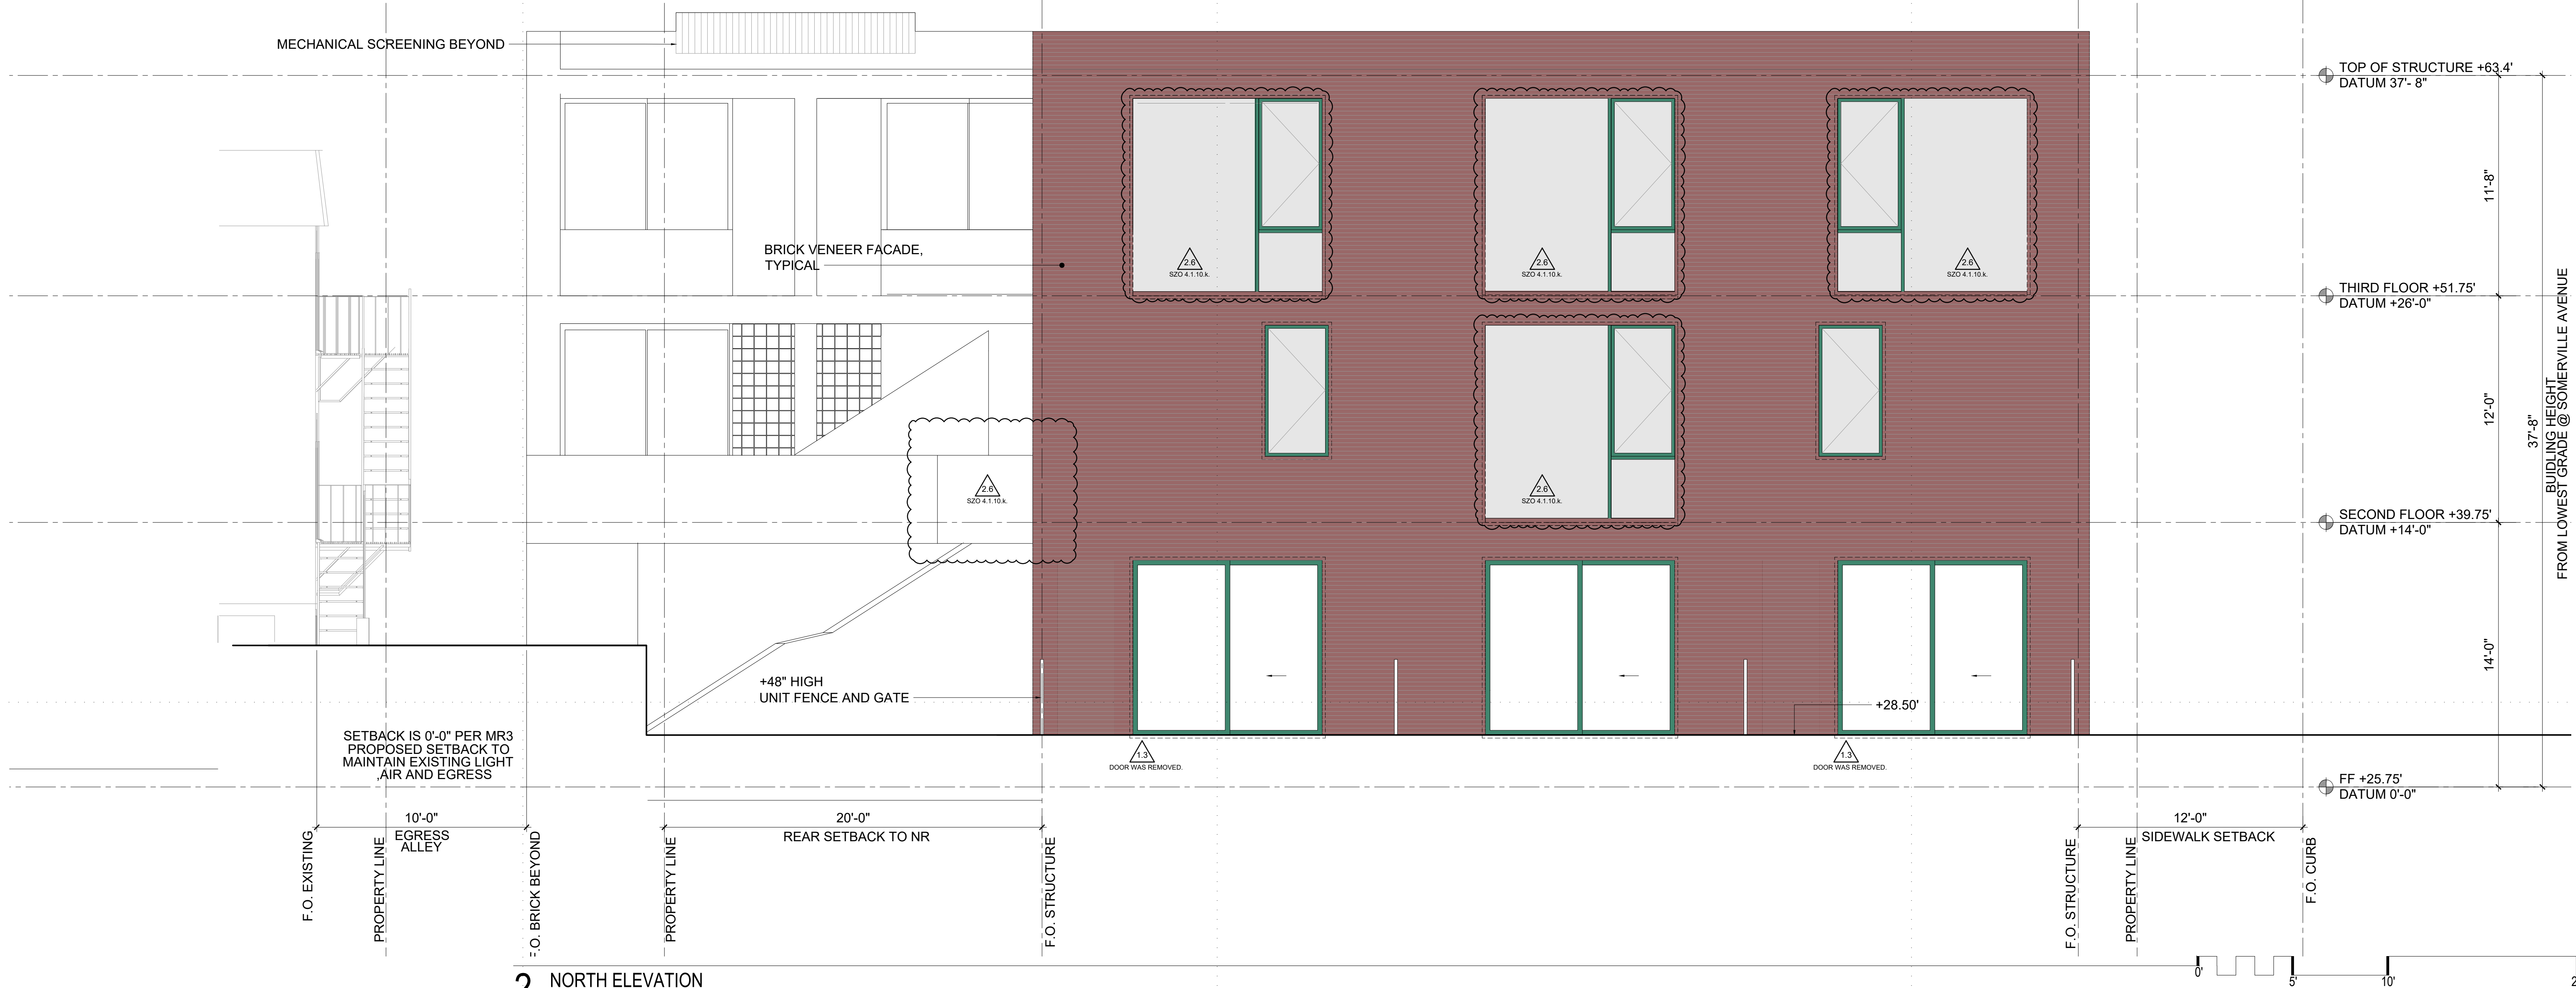 MECHANICAL SCREENING BEYOND
TOP OF STRUCTURE +63.4'
DATUM 37'- 8"
11'-8"
BRICK VENEER FACADE,
TYPICAL
2.6
SZO 4.1.10.k.
2.6
SZO 4.1.10.k.
2.6
SZO 4.1.10.k.
THIRD FLOOR +51.75'
DATUM +26'-0"
12'-0"
37'-8"
BUIDLING HEIGHT
FROM LOWEST GRADE @ SOMERVILLE AVENUE
2.6
SZO 4.1.10.k.
2.6
SZO 4.1.10.k.
SECOND FLOOR +39.75'
DATUM +14'-0"
14'-0"
+48" HIGH
UNIT FENCE AND GATE
+28.50'
SETBACK IS 0'-0" PER MR3
PROPOSED SETBACK TO
MAINTAIN EXISTING LIGHT
,AIR AND EGRESS
1.3
DOOR WAS REMOVED.
1.3
DOOR WAS REMOVED.
FF +25.75'
DATUM 0'-0"
10'-0"
EGRESS
ALLEY
20'-0"
REAR SETBACK TO NR
12'-0"
SIDEWALK SETBACK
F.O. EXISTING
PROPERTY LINE
F.O. BRICK BEYOND
PROPERTY LINE
F.O. STRUCTURE
F.O. STRUCTURE
PROPERTY LINE
F.O. CURB
2 NORTH ELEVATION
0'
5'
10'